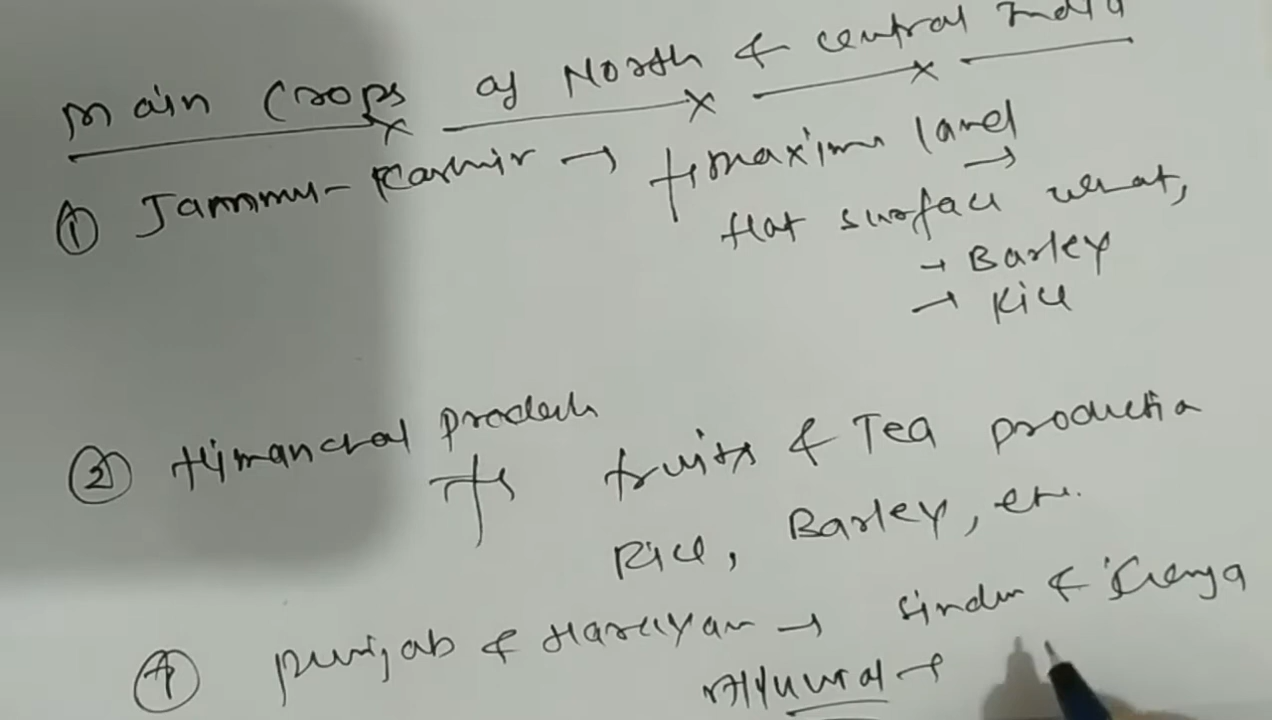 main Crops of North & central India
① Jammu - Kashmir → maximum land
flat surface wheat,
→ Barley
→ Rice
② Himanchal pradesh fruits & Tea production
Rice, Barley, etc.
④ punjab & Harayan → sindhu & Ganga
Alluvial →